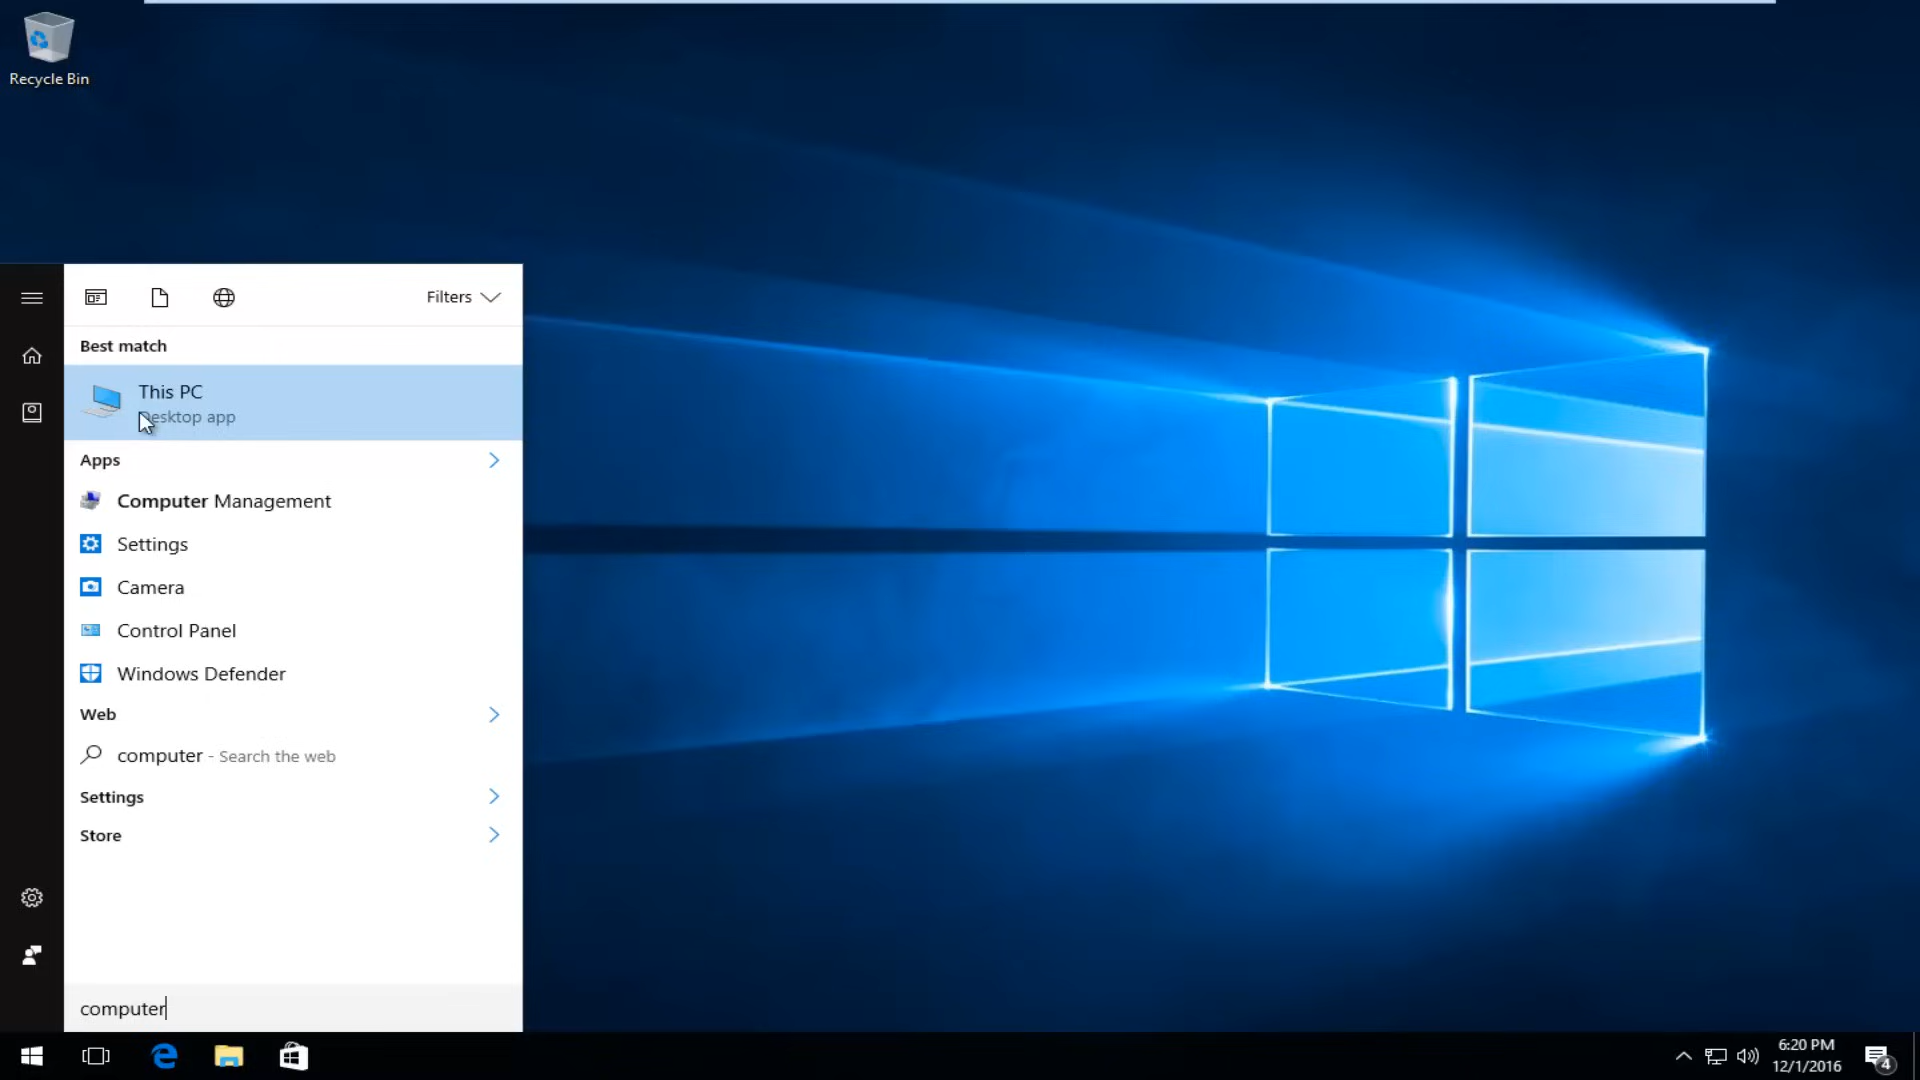 Recycle Bin
Filters
Best match
This PC
Desktop app
Apps
Computer Management
Settings
Camera
Control Panel
Windows Defender
Web
computer - Search the web
Settings
Store
computer
6:20 PM
12/1/2016
4